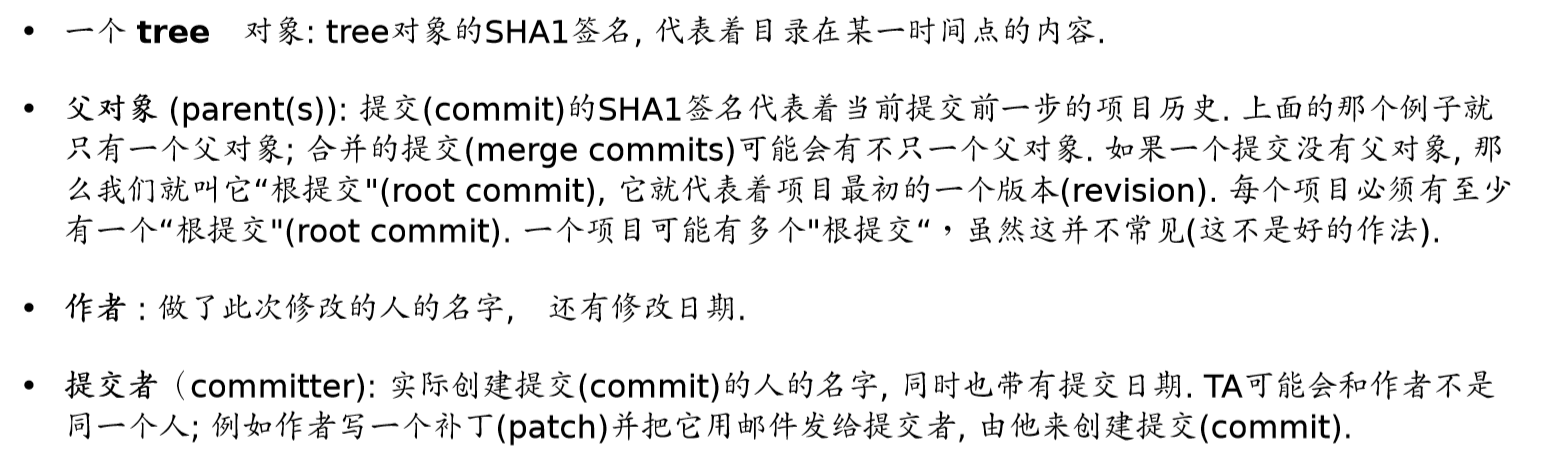 • 一个 tree 对象: tree对象的SHA1签名, 代表着目录在某一时间点的内容.
• 父对象 (parent(s)): 提交(commit)的SHA1签名代表着当前提交前一步的项目历史. 上面的那个例子就
只有一个父对象; 合并的提交(merge commits)可能会有不只一个父对象. 如果一个提交没有父对象, 那
么我们就叫它“根提交"(root commit), 它就代表着项目最初的一个版本(revision). 每个项目必须有至少
有一个“根提交"(root commit). 一个项目可能有多个"根提交“，虽然这并不常见(这不是好的作法).
• 作者 : 做了此次修改的人的名字, 还有修改日期.
• 提交者（committer): 实际创建提交(commit)的人的名字, 同时也带有提交日期. TA可能会和作者不是
同一个人; 例如作者写一个补丁(patch)并把它用邮件发给提交者, 由他来创建提交(commit).